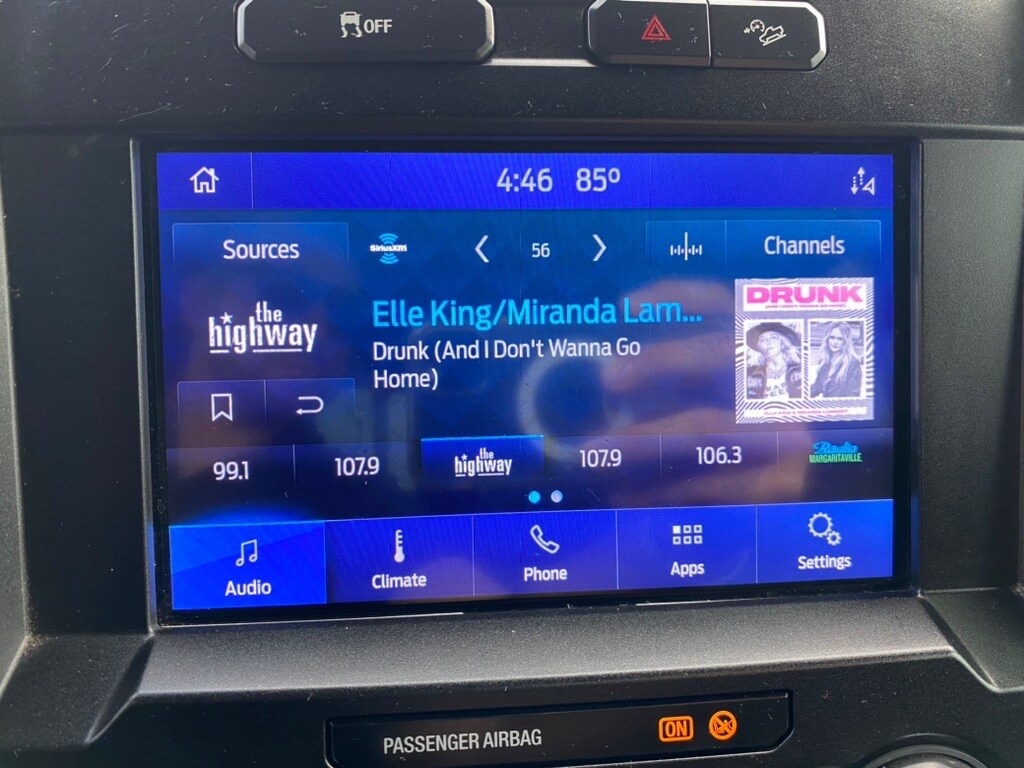 OFF
4:46 85º
Sources
SiriusXM
56
Channels
the
highway
Elle King/Miranda Lam...
Drunk (And I Don't Wanna Go
Home)
DRUNK
99.1
107.9
the
highway
107.9
106.3
Radio
MARGARITAVILLE
Audio
Climate
Phone
Apps
Settings
PASSENGER AIRBAG
ON